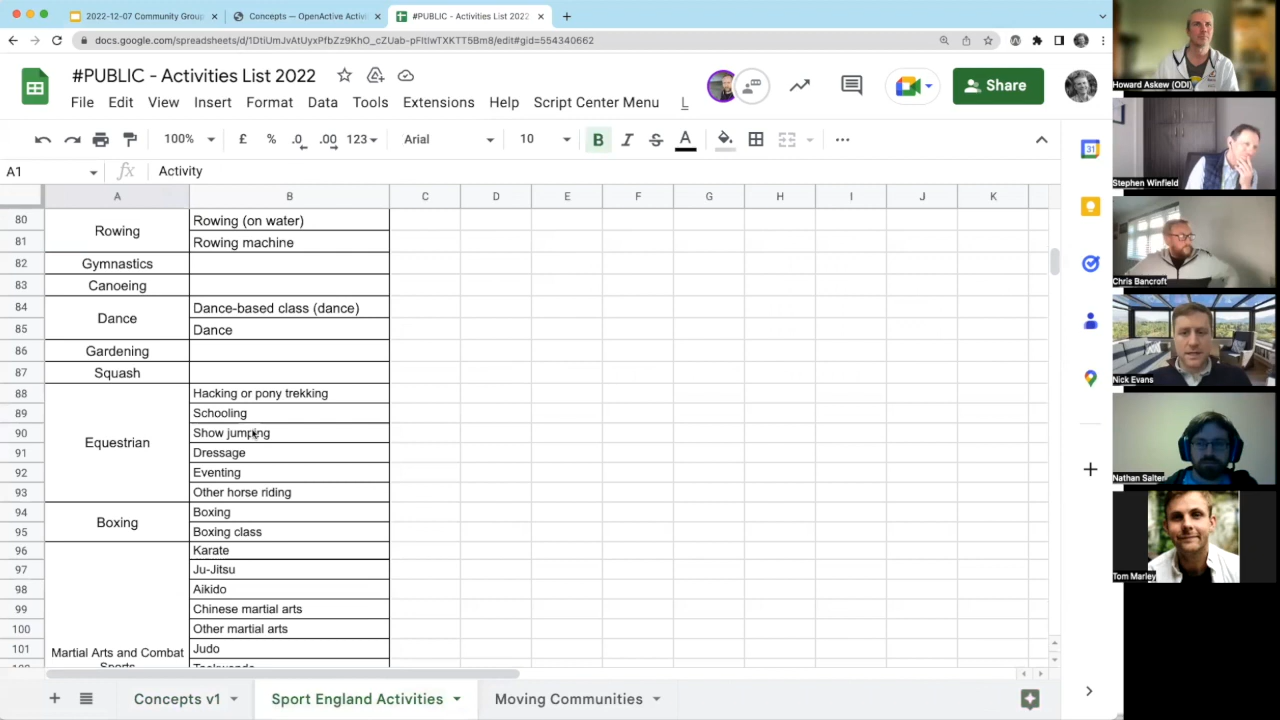 2022-12-07 Community Group
Concepts — OpenActive Activi
#PUBLIC - Activities List 2022
docs.google.com/spreadsheets/d/1DtiUmJvAtUyxPfbZz9KhO_cZUab-pFItIwTXKTT5Bm8/edit#gid=554340662
#PUBLIC - Activities List 2022
File Edit View Insert Format Data Tools Extensions Help Script Center Menu L
Share
100% £ % .0 .00 123 Arial 10 B I S A
A1 fx Activity
A B C D E F G H I J K
80 Rowing (on water)
Rowing
81 Rowing machine
82 Gymnastics
83 Canoeing
84 Dance-based class (dance)
Dance
85 Dance
86 Gardening
87 Squash
88 Hacking or pony trekking
89 Schooling
90 Show jumping
Equestrian
91 Dressage
92 Eventing
93 Other horse riding
94 Boxing
Boxing
95 Boxing class
96 Karate
97 Ju-Jitsu
98 Aikido
99 Chinese martial arts
100 Other martial arts
101 Judo
Martial Arts and Combat
Sports
Taekwondo
Concepts v1
Sport England Activities
Moving Communities
31
Howard Askew (ODI)
Stephen Winfield
Chris Bancroft
Nick Evans
Nathan Salter
Tom Marley